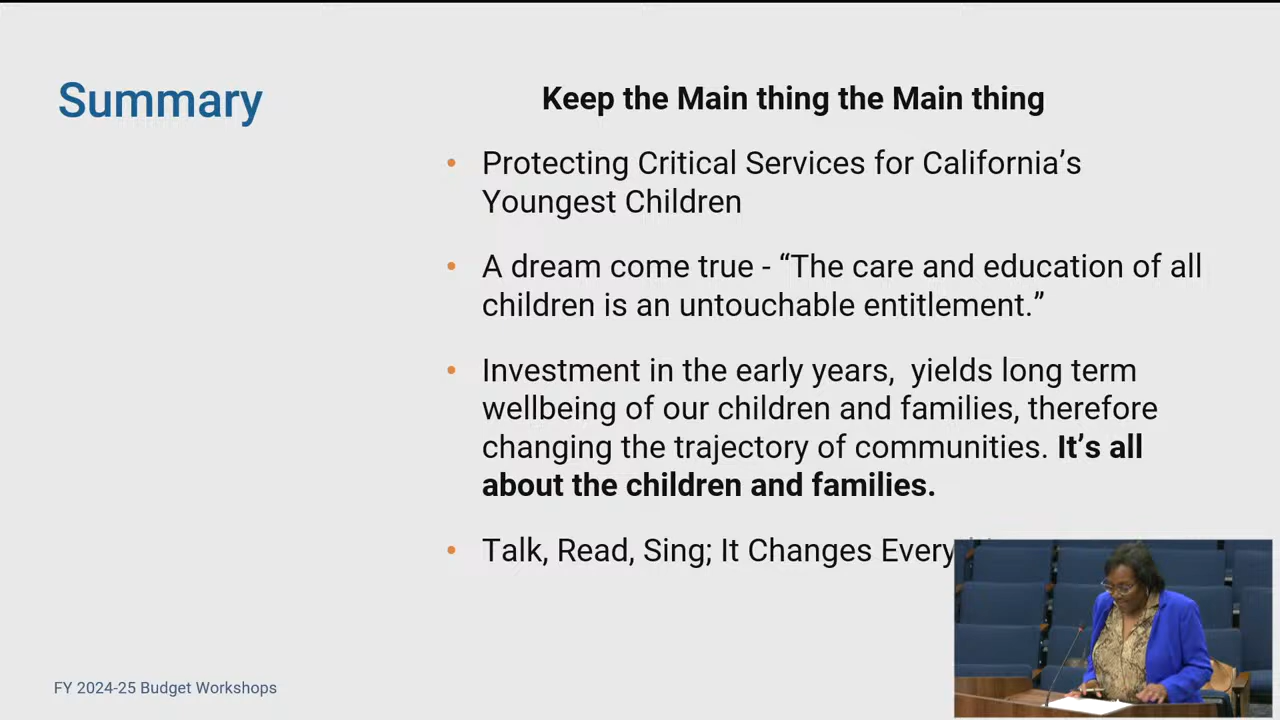 Summary
Keep the Main thing the Main thing
• Protecting Critical Services for California’s
Youngest Children
• A dream come true - “The care and education of all
children is an untouchable entitlement.”
• Investment in the early years,  yields long term
wellbeing of our children and families, therefore
changing the trajectory of communities. It’s all
about the children and families.
• Talk, Read, Sing; It Changes
FY 2024-25 Budget Workshops